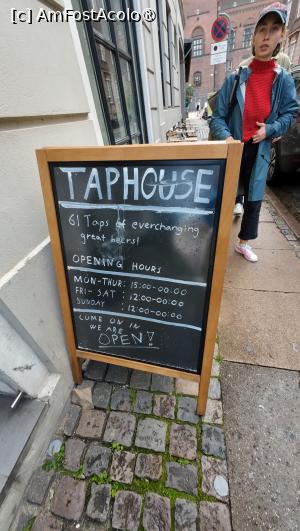 [c] AmFostAcolo®
TAPHOUSE
61 Taps of everchanging
great beers!
OPENING HOURS
MON-THUR: 15:00-00:00
FRI-SAT: 12:00-00:00
SUNDAY : 12:00-00:00
COME ON IN
WE ARE
OPEN!